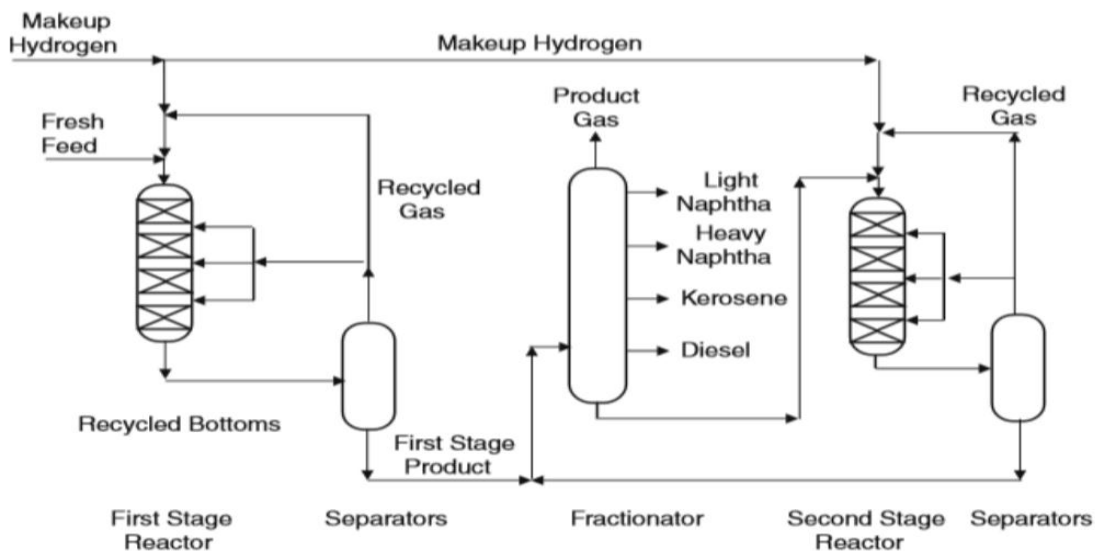 Makeup
Hydrogen
Makeup Hydrogen
Fresh
Feed
Recycled
Gas
Product
Gas
Light
Naphtha
Heavy
Naphtha
Kerosene
Diesel
Recycled
Gas
Recycled Bottoms
First Stage
Product
First Stage
Reactor
Separators
Fractionator
Second Stage
Reactor
Separators